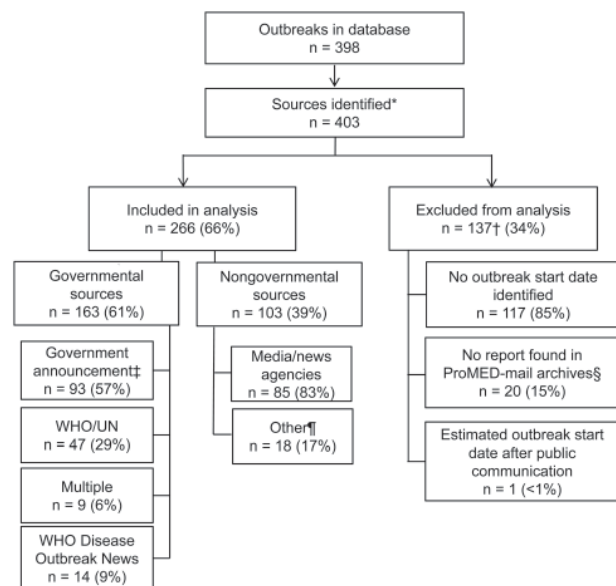 Outbreaks in database
n = 398
Sources identified*
n = 403
Included in analysis
n = 266 (66%)
Excluded from analysis
n = 137† (34%)
Governmental
sources
n = 163 (61%)
Nongovernmental
sources
n = 103 (39%)
No outbreak start date
identified
n = 117 (85%)
Government
announcement‡
n = 93 (57%)
Media/news
agencies
n = 85 (83%)
No report found in
ProMED-mail archives§
n = 20 (15%)
WHO/UN
n = 47 (29%)
Other¶
n = 18 (17%)
Estimated outbreak start
date after public
communication
n = 1 (<1%)
Multiple
n = 9 (6%)
WHO Disease
Outbreak News
n = 14 (9%)